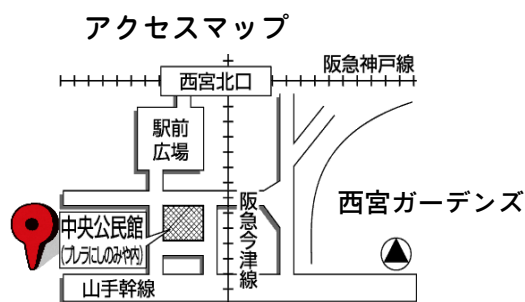 アクセスマップ
阪急神戸線
西宮北口
駅前
広場
阪急今津線
西宮ガーデンズ
中央公民館
(プレラにしのみや内)
山手幹線